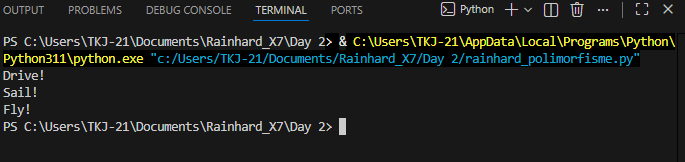 PROBLEMS OUTPUT DEBUG CONSOLE TERMINAL PORTS Python
PS C:\Users\TKJ-21\Documents\Rainhard_X7\Day 2> & C:\Users\TKJ-21\AppData\Local\Programs\Python\
Python311\python.exe "c:/Users/TKJ-21/Documents/Rainhard_X7/Day 2/rainhard_polimorfisme.py"
Drive!
Sail!
Fly!
PS C:\Users\TKJ-21\Documents\Rainhard_X7\Day 2>